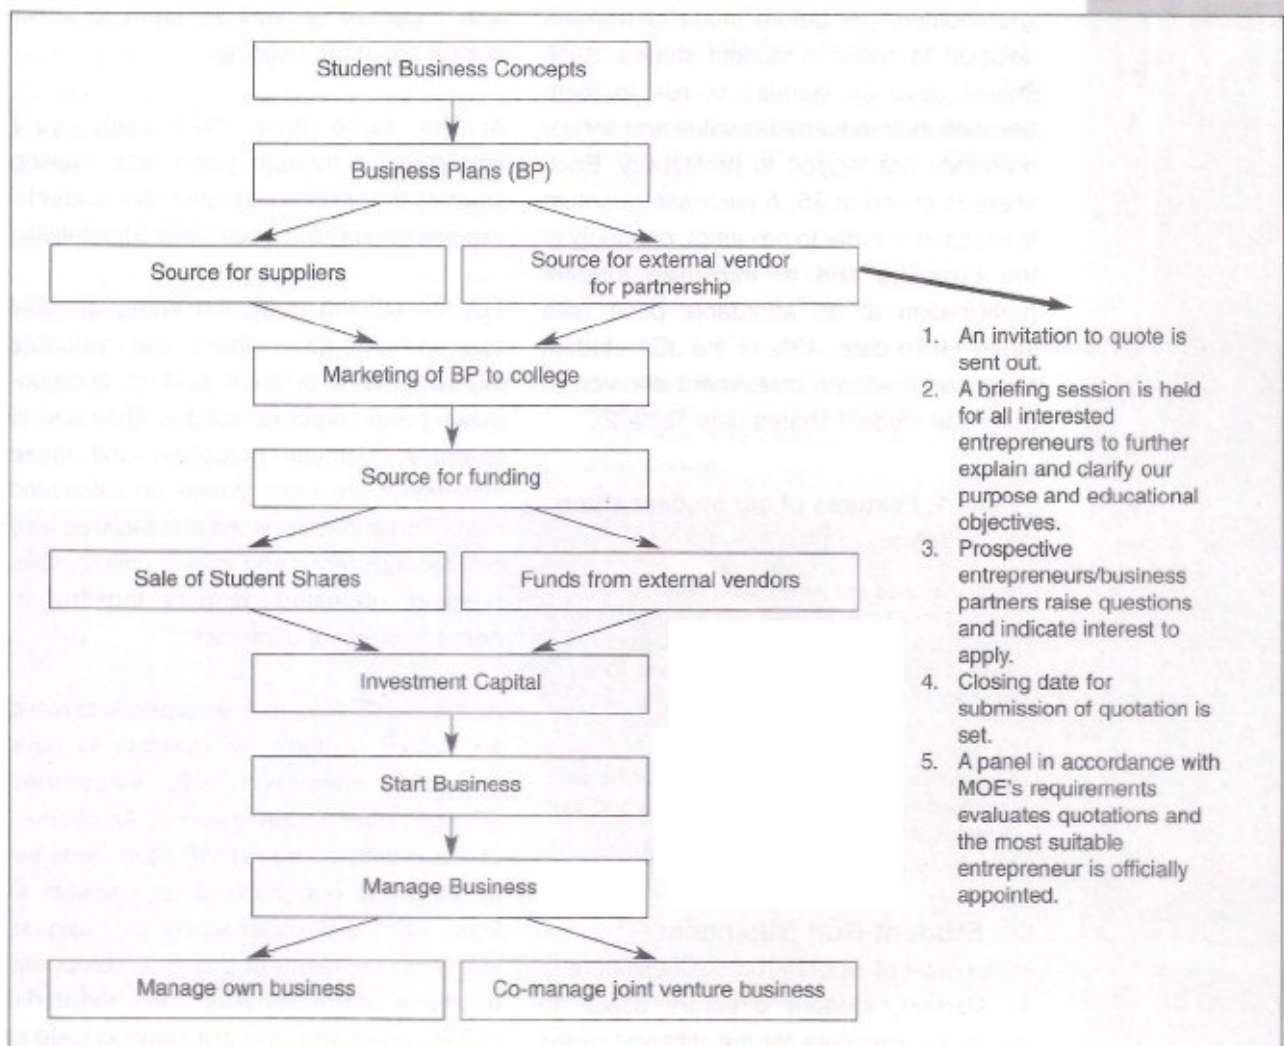 Student Business Concepts
Business Plans (BP)
Source for suppliers
Source for external vendor
for partnership
Marketing of BP to college
Source for funding
Sale of Student Shares
Funds from external vendors
Investment Capital
Start Business
Manage Business
Manage own business
Co-manage joint venture business
1. An invitation to quote is
sent out.
2. A briefing session is held
for all interested
entrepreneurs to further
explain and clarify our
purpose and educational
objectives.
3. Prospective
entrepreneurs/business
partners raise questions
and indicate interest to
apply.
4. Closing date for
submission of quotation is
set.
5. A panel in accordance with
MOE's requirements
evaluates quotations and
the most suitable
entrepreneur is officially
appointed.